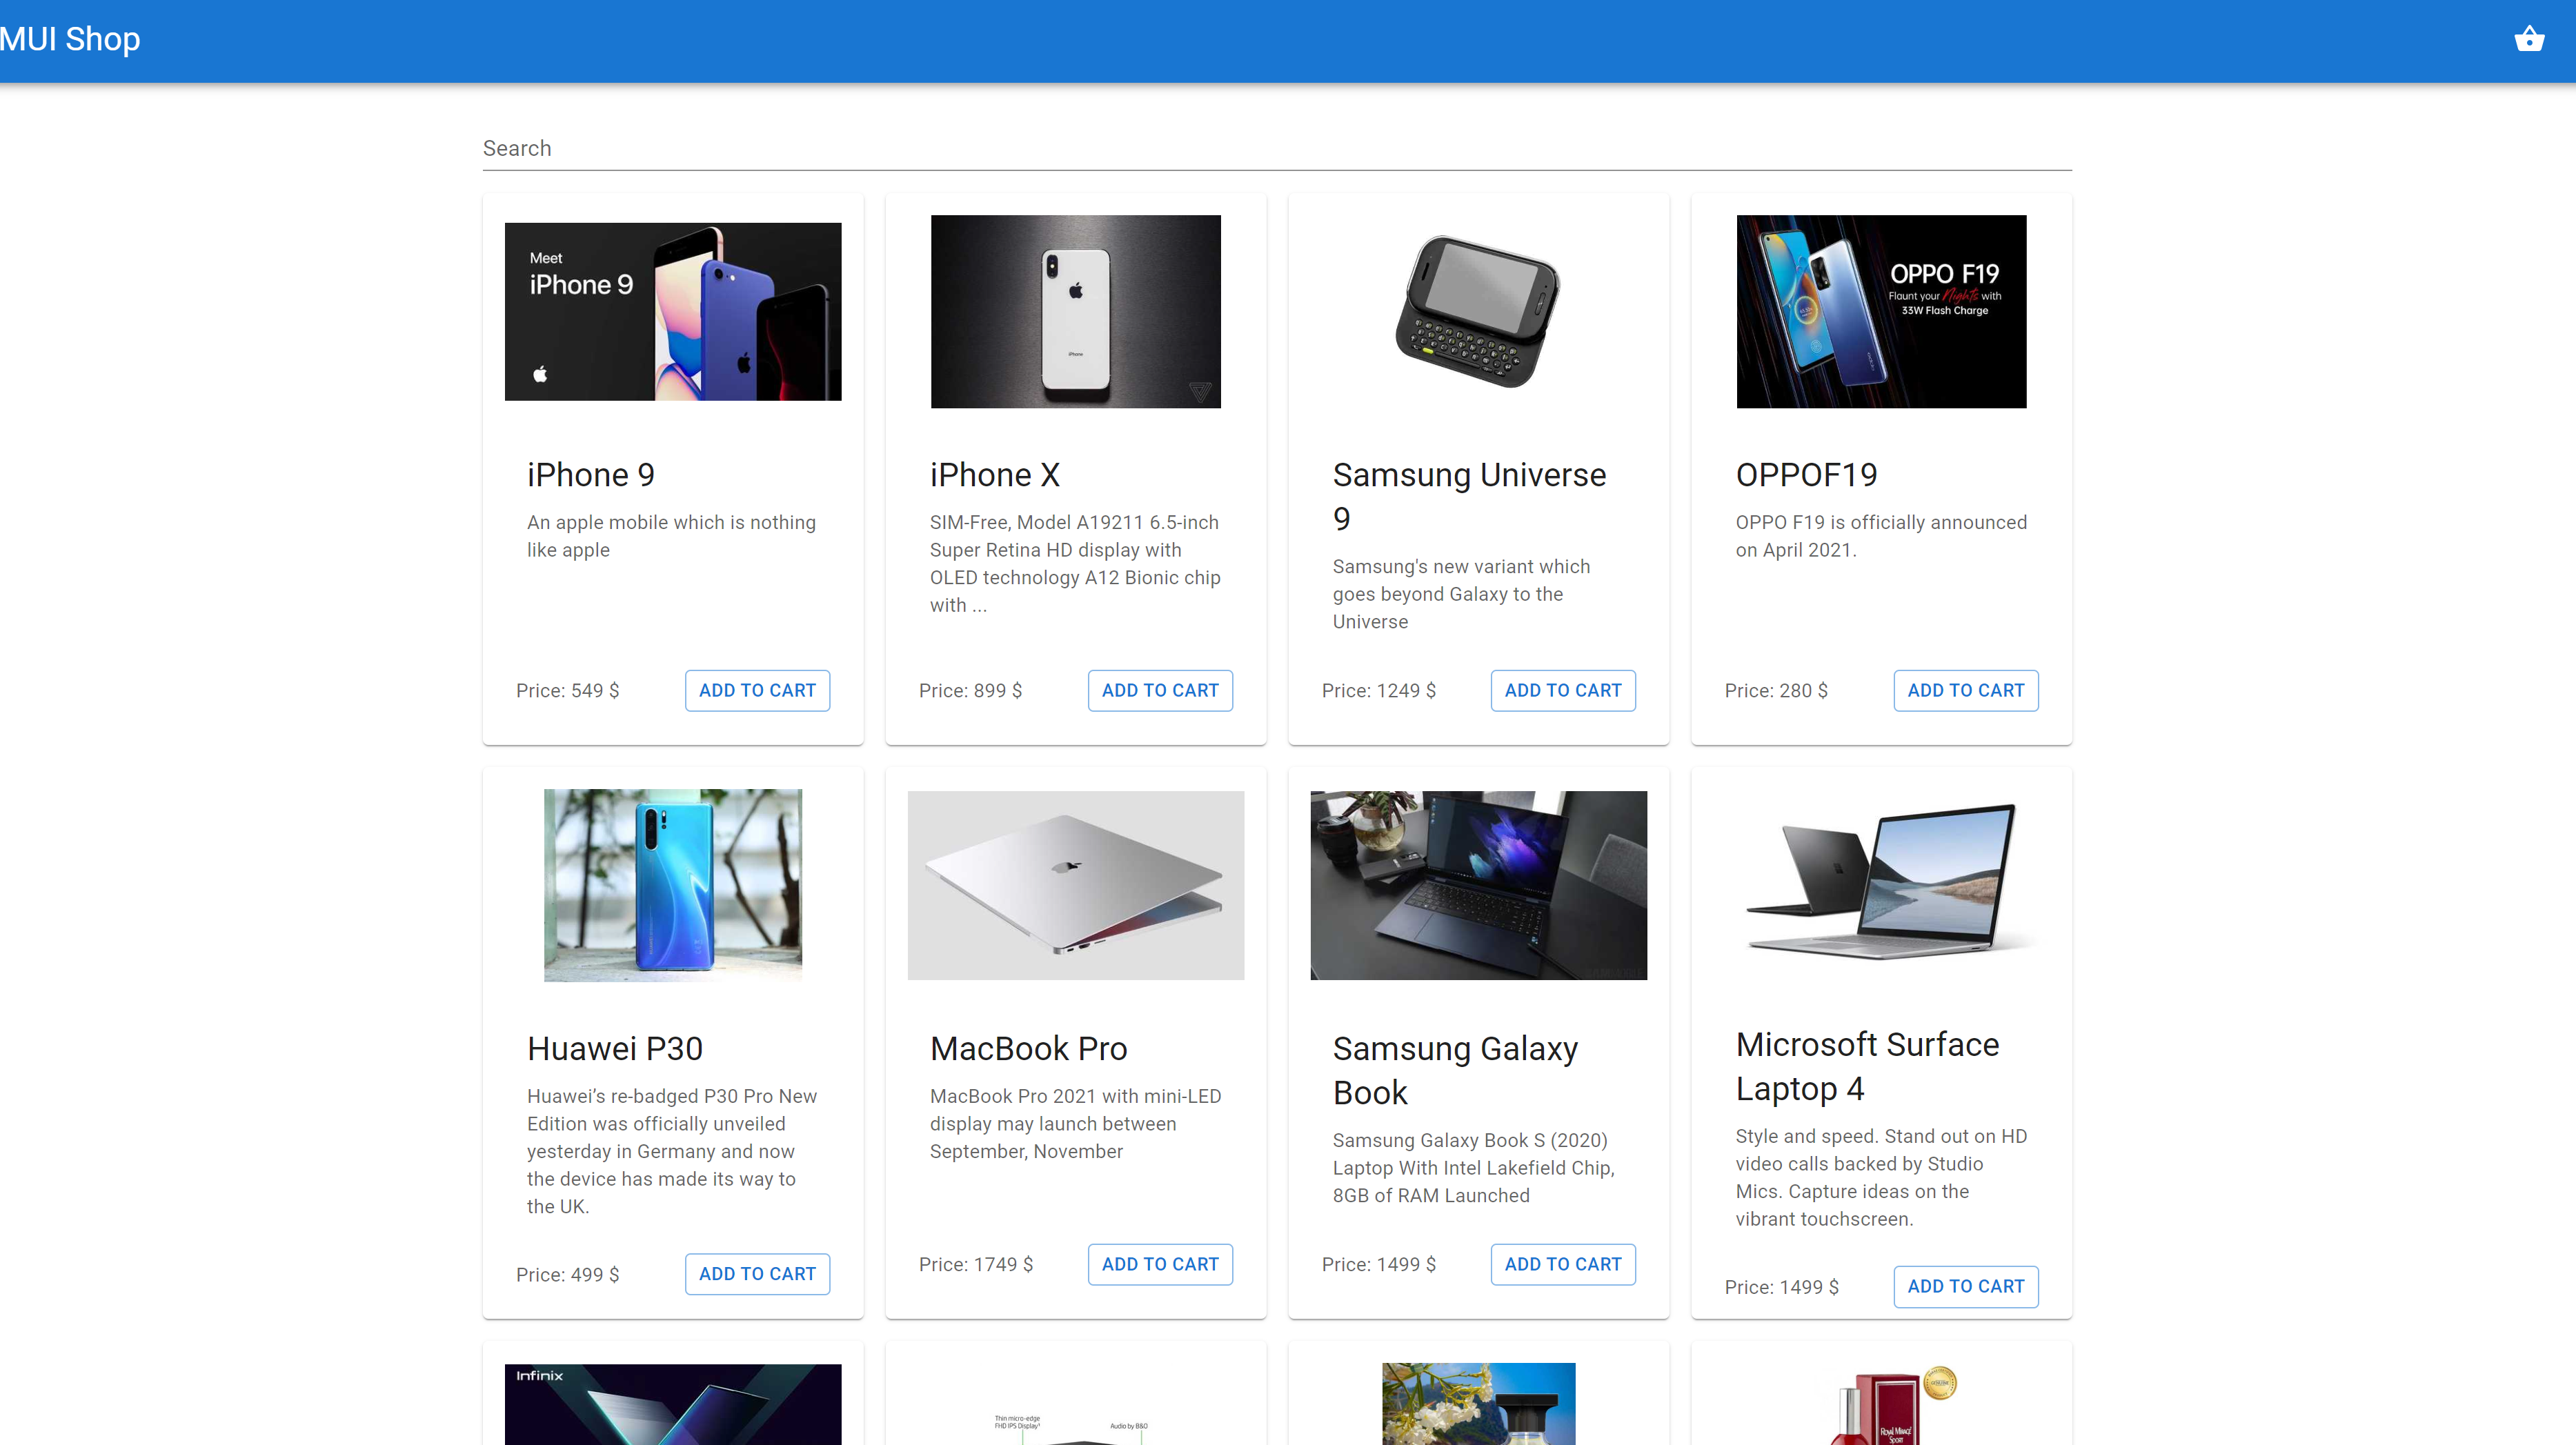 MUI Shop
Search
Meet
iPhone 9
iPhone 9
An apple mobile which is nothing
like apple
Price: 549 $
ADD TO CART
iPhone
iPhone X
SIM-Free, Model A19211 6.5-inch
Super Retina HD display with
OLED technology A12 Bionic chip
with ...
Price: 899 $
ADD TO CART
Samsung Universe
9
Samsung's new variant which
goes beyond Galaxy to the
Universe
Price: 1249 $
ADD TO CART
OPPO F19
Flaunt your Nights with
33W Flash Charge
OPPOF19
OPPO F19 is officially announced
on April 2021.
Price: 280 $
ADD TO CART
Huawei P30
Huawei’s re-badged P30 Pro New
Edition was officially unveiled
yesterday in Germany and now
the device has made its way to
the UK.
Price: 499 $
ADD TO CART
MacBook Pro
MacBook Pro 2021 with mini-LED
display may launch between
September, November
Price: 1749 $
ADD TO CART
Samsung Galaxy
Book
Samsung Galaxy Book S (2020)
Laptop With Intel Lakefield Chip,
8GB of RAM Launched
Price: 1499 $
ADD TO CART
Microsoft Surface
Laptop 4
Style and speed. Stand out on HD
video calls backed by Studio
Mics. Capture ideas on the
vibrant touchscreen.
Price: 1499 $
ADD TO CART
Infinix
Thin micro-edge
FHD IPS Display¹
Audio by B&O
Royal Mirage
SPORT